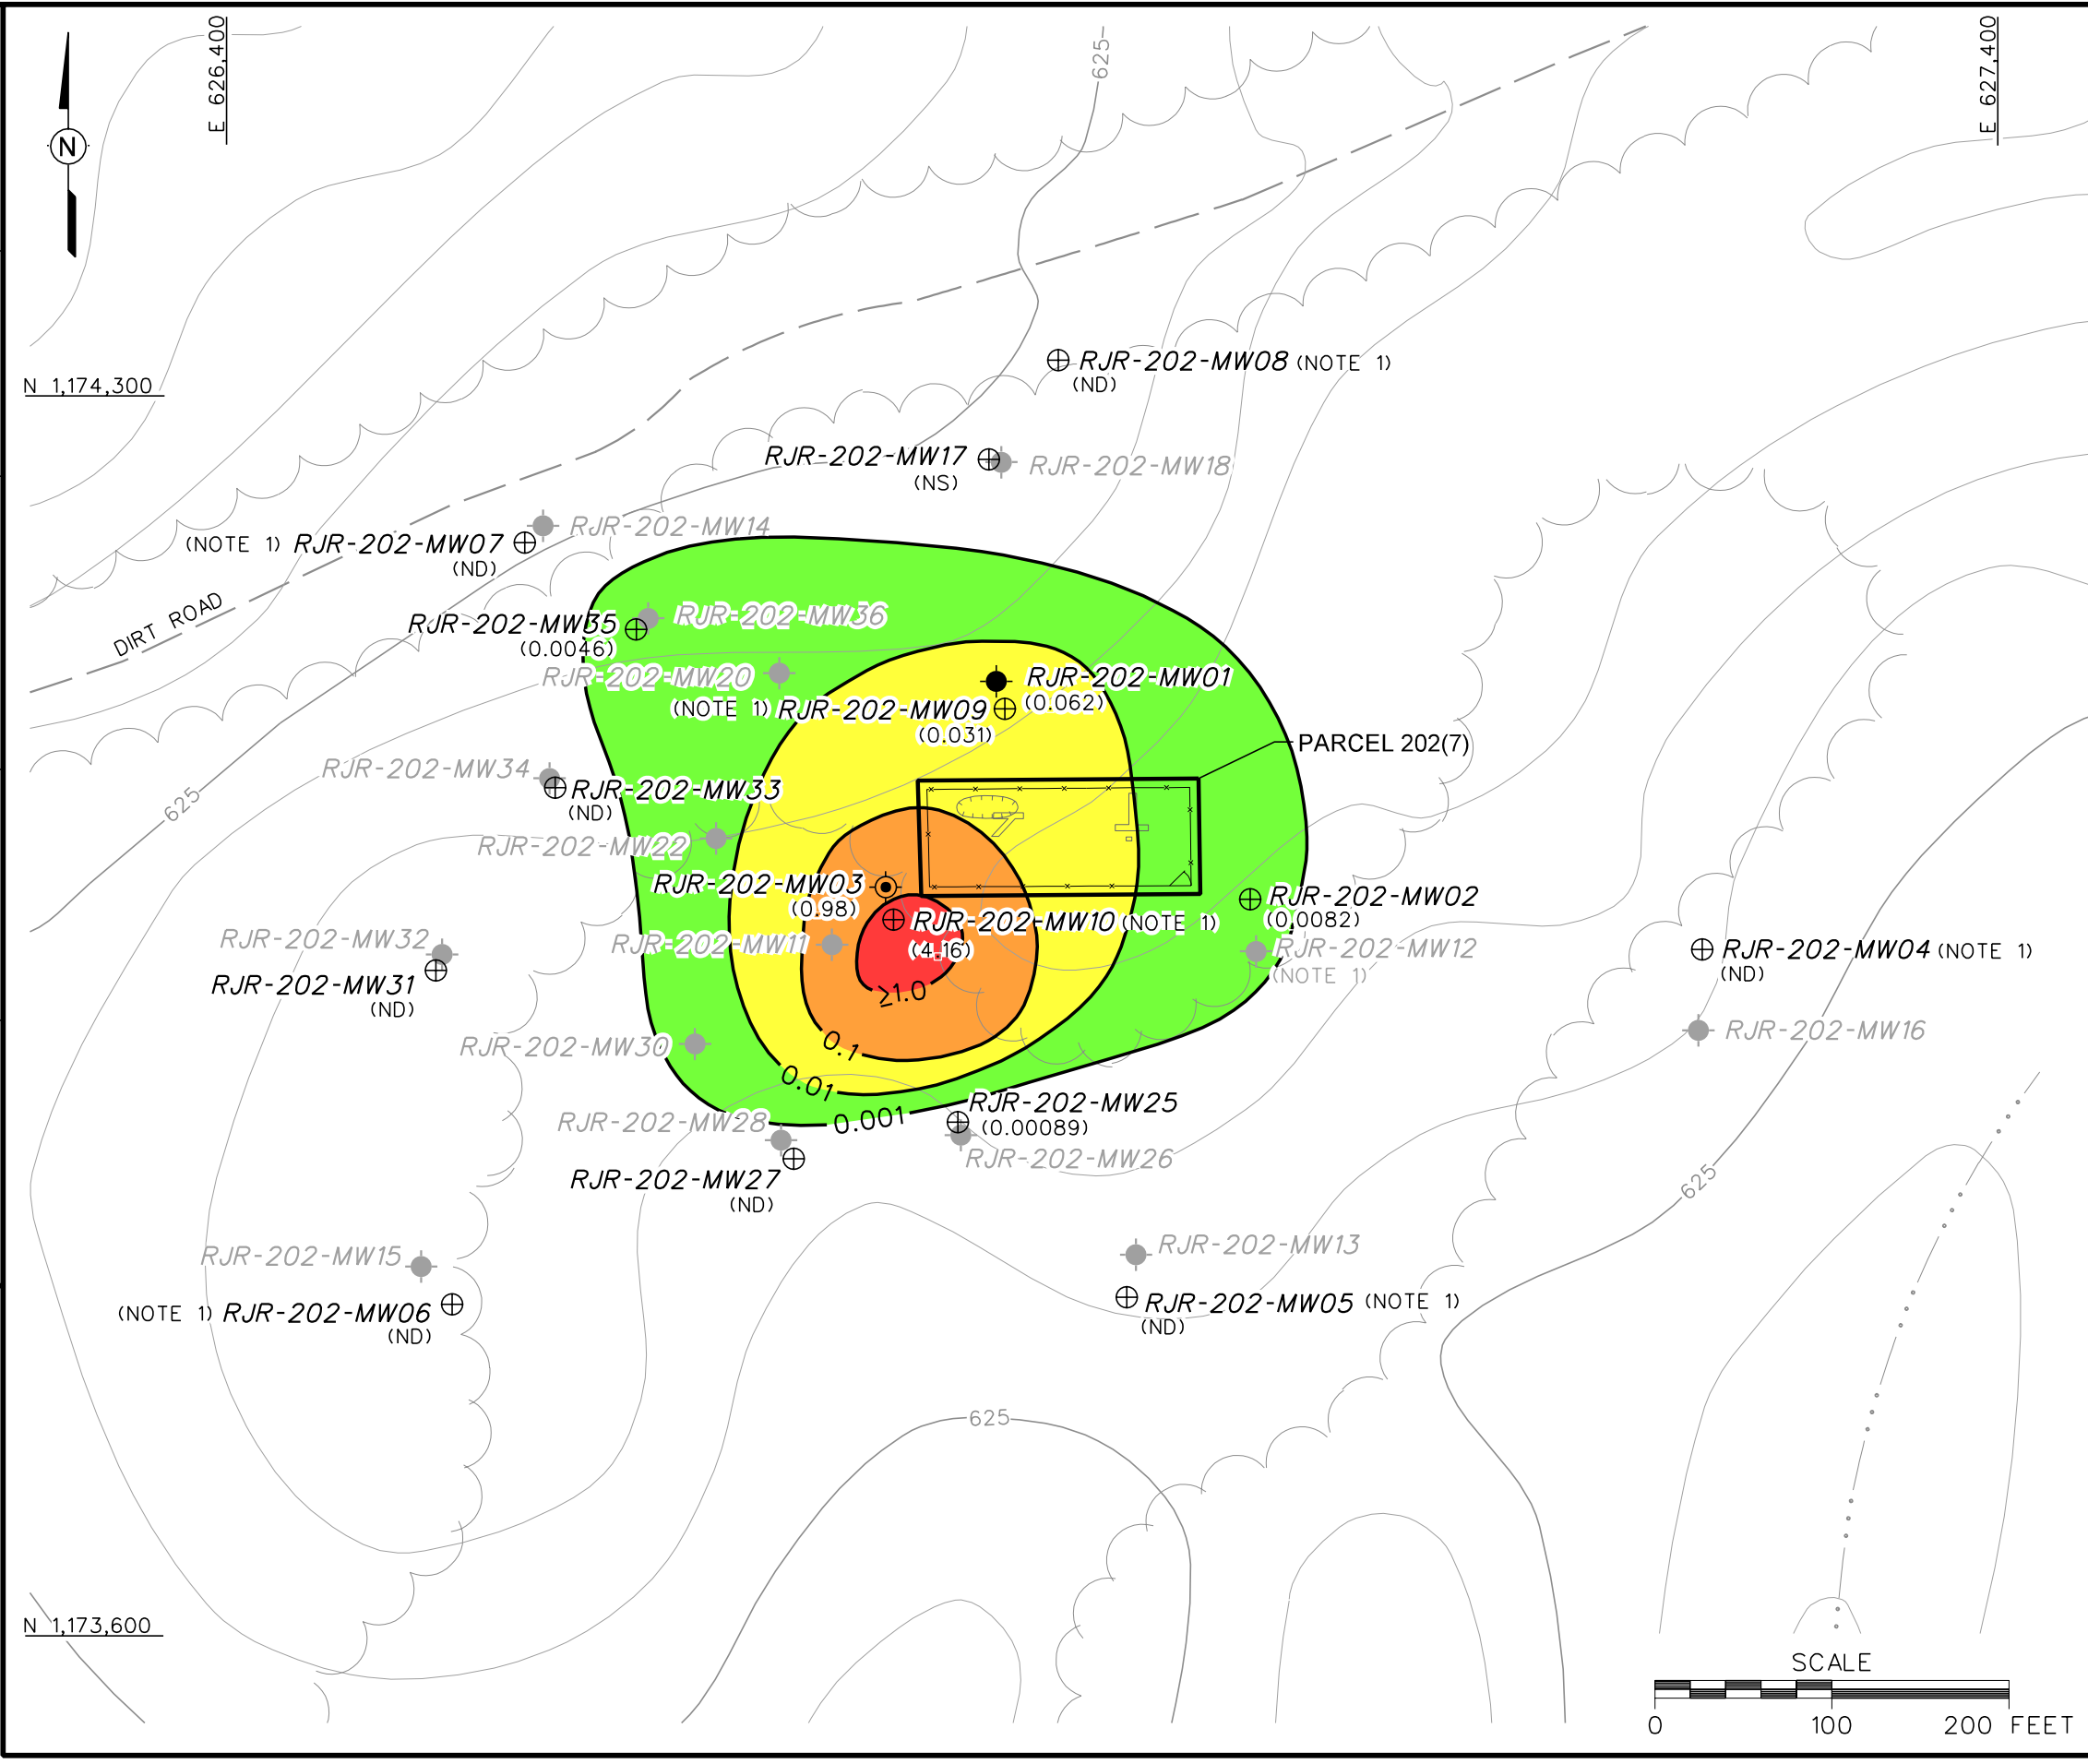 E 626,400
625
E 627,400
N
N 1,174,300
RJR-202-MW08 (NOTE 1)
(ND)
RJR-202-MW17
(NS)
RJR-202-MW18
RJR-202-MW14
(NOTE 1) RJR-202-MW07
(ND)
DIRT ROAD
RJR-202-MW36
RJR-202-MW35
(0.0046)
RJR-202-MW20
RJR-202-MW01
(0.062)
(NOTE 1) RJR-202-MW09
(0.031)
PARCEL 202(7)
RJR-202-MW34
RJR-202-MW33
(ND)
625
RJR-202-MW22
RJR-202-MW03
(0.98)
RJR-202-MW10 (NOTE 1)
(4.16)
RJR-202-MW02
(0.0082)
RJR-202-MW32
RJR-202-MW31
(ND)
RJR-202-MW11
RJR-202-MW12
(NOTE 1)
RJR-202-MW04 (NOTE 1)
(ND)
≥1.0
RJR-202-MW16
RJR-202-MW30
0.1
0.01
0.001
RJR-202-MW25
(0.00089)
RJR-202-MW28
RJR-202-MW26
RJR-202-MW27
(ND)
625
RJR-202-MW15
RJR-202-MW13
(NOTE 1) RJR-202-MW06
(ND)
RJR-202-MW05 (NOTE 1)
(ND)
625
N 1,173,600
SCALE
0 100 200 FEET